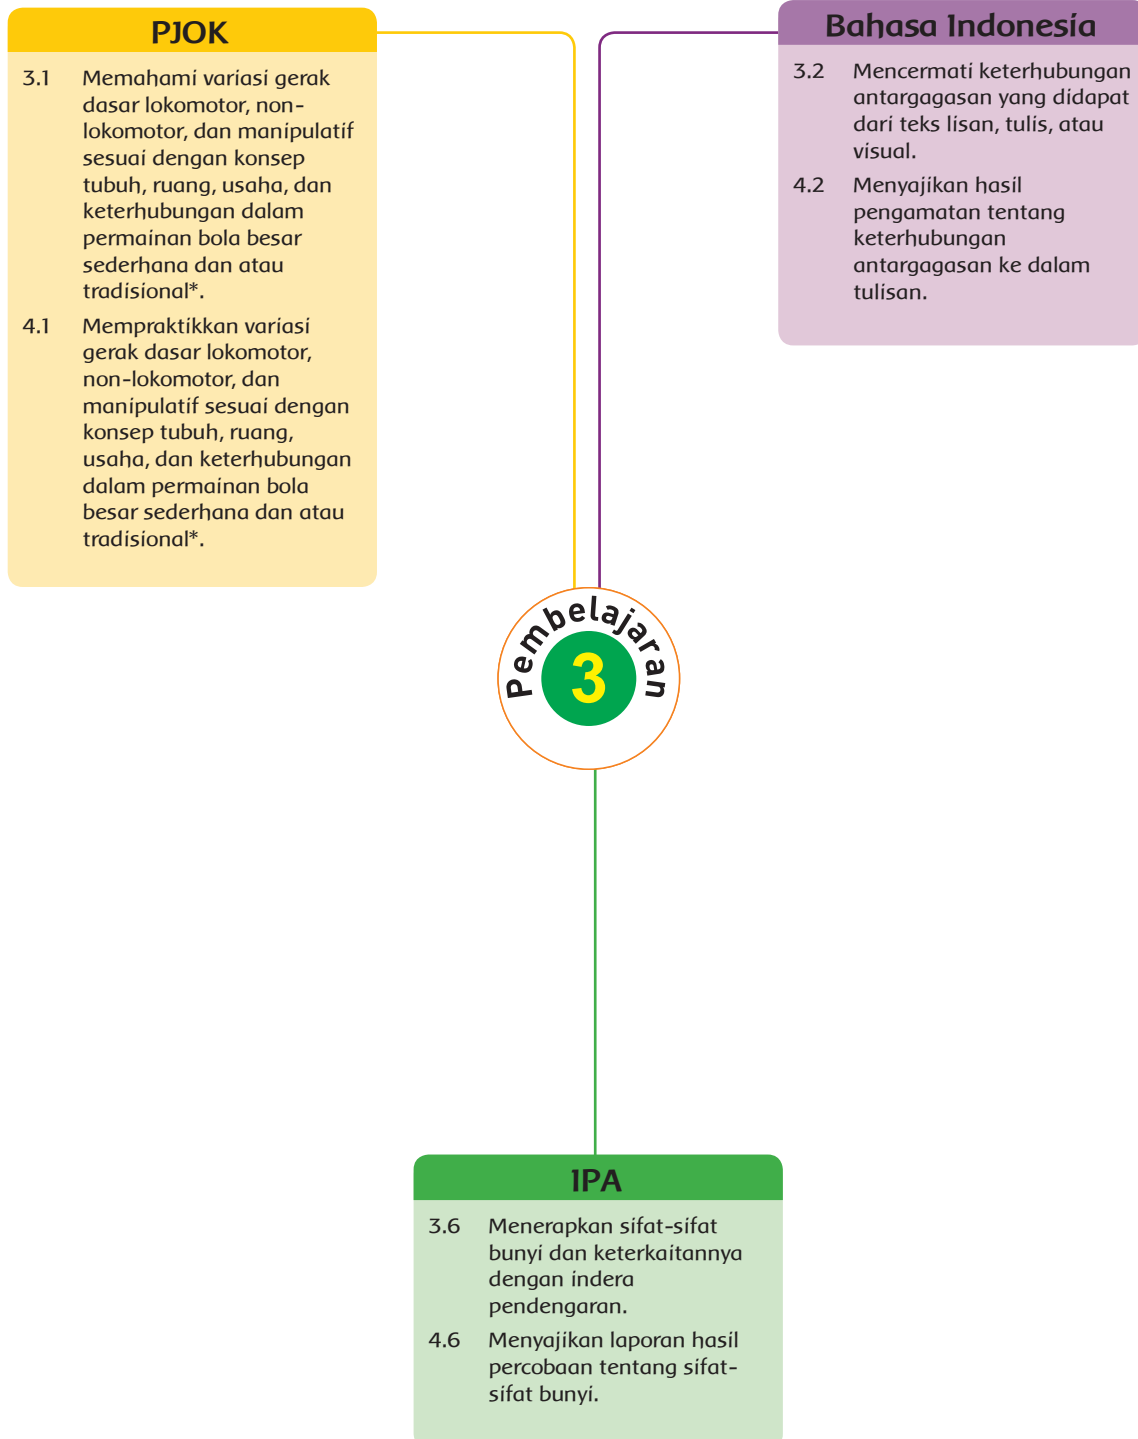 PJOK
3.1 Memahami variasi gerak
dasar lokomotor, non-
lokomotor, dan manipulatif
sesuai dengan konsep
tubuh, ruang, usaha, dan
keterhubungan dalam
permainan bola besar
sederhana dan atau
tradisional*.
4.1 Mempraktikkan variasi
gerak dasar lokomotor,
non-lokomotor, dan
manipulatif sesuai dengan
konsep tubuh, ruang,
usaha, dan keterhubungan
dalam permainan bola
besar sederhana dan atau
tradisional*.
Bahasa Indonesia
3.2 Mencermati keterhubungan
antargagasan yang didapat
dari teks lisan, tulis, atau
visual.
4.2 Menyajikan hasil
pengamatan tentang
keterhubungan
antargagasan ke dalam
tulisan.
Pembelajaran
3
IPA
3.6 Menerapkan sifat-sifat
bunyi dan keterkaitannya
dengan indera
pendengaran.
4.6 Menyajikan laporan hasil
percobaan tentang sifat-
sifat bunyi.